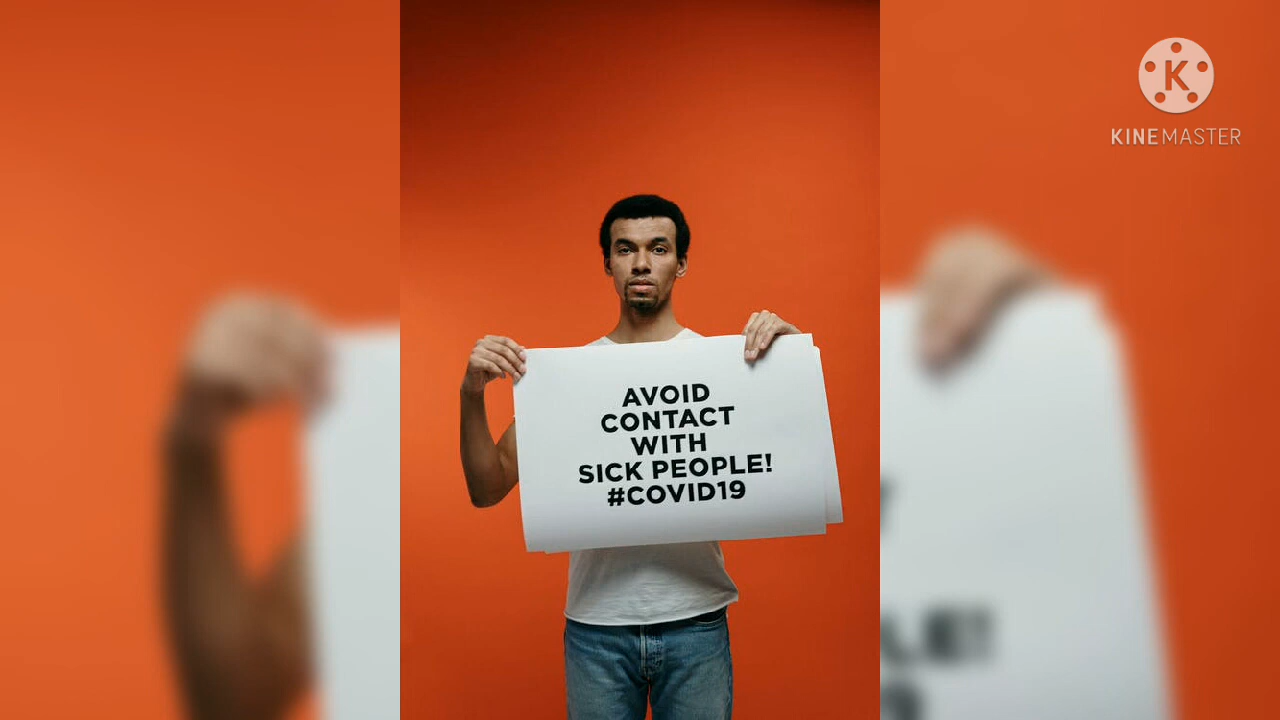 K
KINEMASTER
AVOID
CONTACT
WITH
SICK PEOPLE!
#COVID19